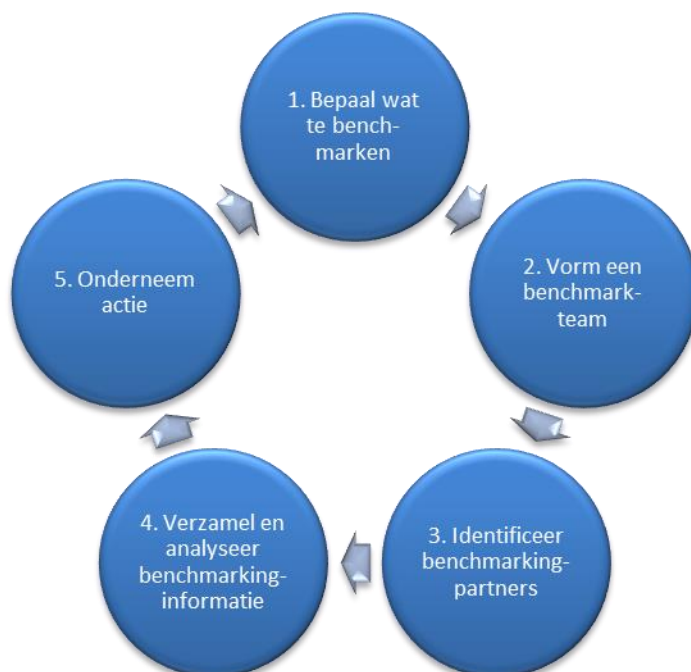 1. Bepaal wat
te bench-
marken
2. Vorm een
benchmark-
team
3. Identificeer
benchmarking-
partners
4. Verzamel en
analyseer
benchmarking-
informatie
5. Onderneem
actie